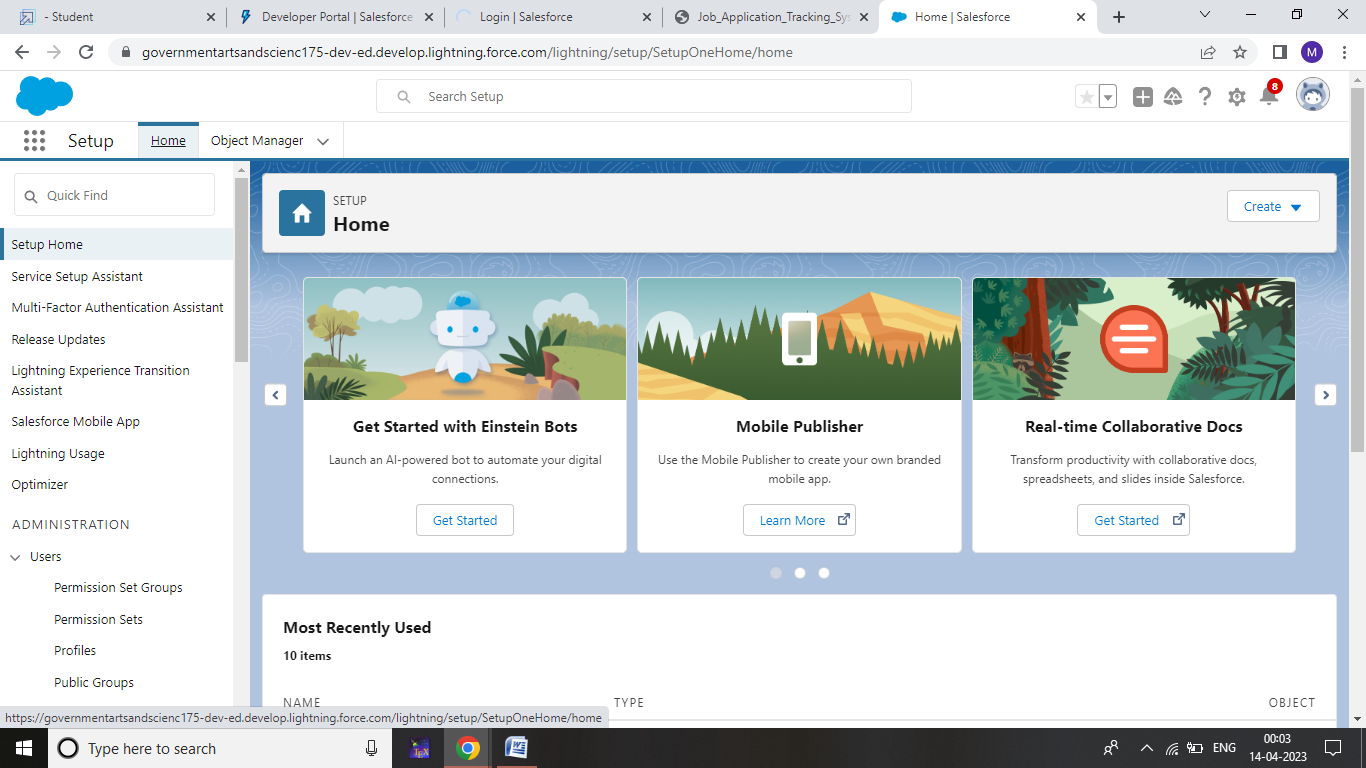 - Student
Developer Portal | Salesforce
Login | Salesforce
Job_Application_Tracking_Sys
Home | Salesforce
governmentartsandscienc175-dev-ed.develop.lightning.force.com/lightning/setup/SetupOneHome/home
M
Search Setup
8
Setup
Home
Object Manager
Quick Find
Setup Home
Service Setup Assistant
Multi-Factor Authentication Assistant
Release Updates
Lightning Experience Transition
Assistant
Salesforce Mobile App
Lightning Usage
Optimizer
ADMINISTRATION
Users
Permission Set Groups
Permission Sets
Profiles
Public Groups
SETUP
Home
Create
Get Started with Einstein Bots
Launch an AI-powered bot to automate your digital
connections.
Get Started
Mobile Publisher
Use the Mobile Publisher to create your own branded
mobile app.
Learn More
Real-time Collaborative Docs
Transform productivity with collaborative docs,
spreadsheets, and slides inside Salesforce.
Get Started
Most Recently Used
10 items
NAME TYPE OBJECT
https://governmentartsandscienc175-dev-ed.develop.lightning.force.com/lightning/setup/SetupOneHome/home
Type here to search
ENG
00:03
14-04-2023